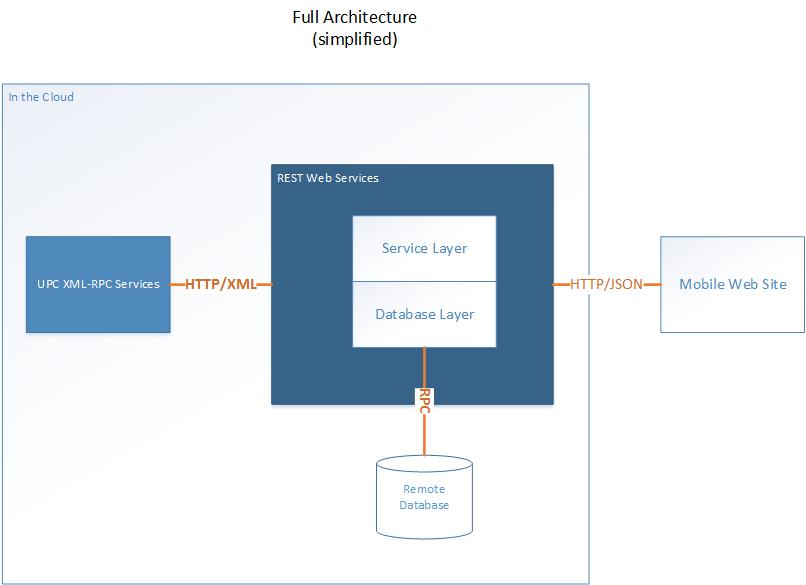 Full Architecture
(simplified)
In the Cloud
REST Web Services
Service Layer
UPC XML-RPC Services
HTTP/XML
HTTP/JSON
Mobile Web Site
Database Layer
RPC
Remote
Database